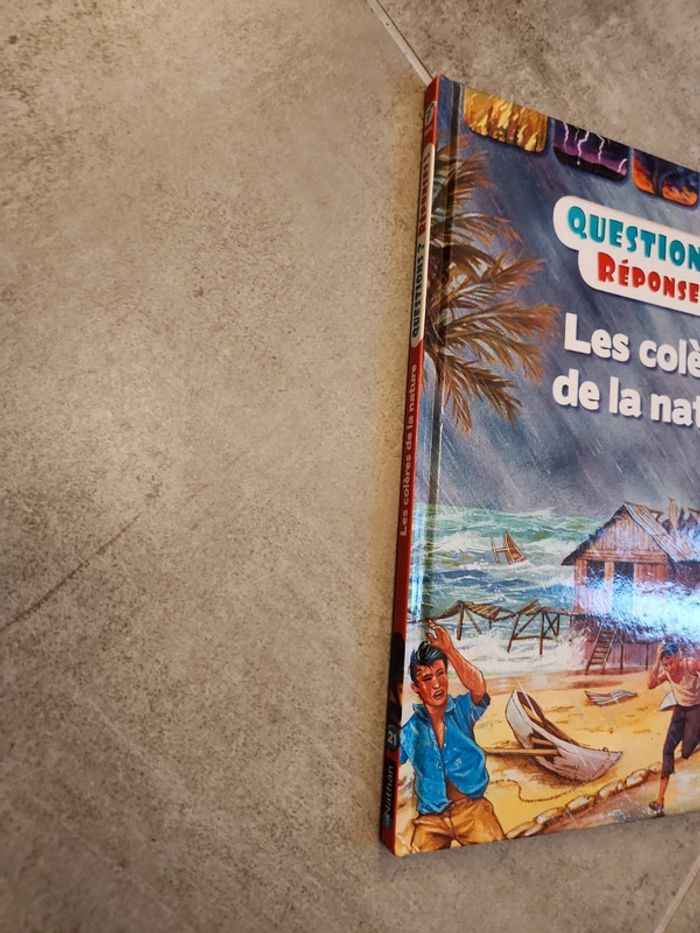 QUESTION
RÉPONSE
Les colè
de la nat
QUESTIONS ? RÉPONSES !
Les colères de la nature
21
Nathan